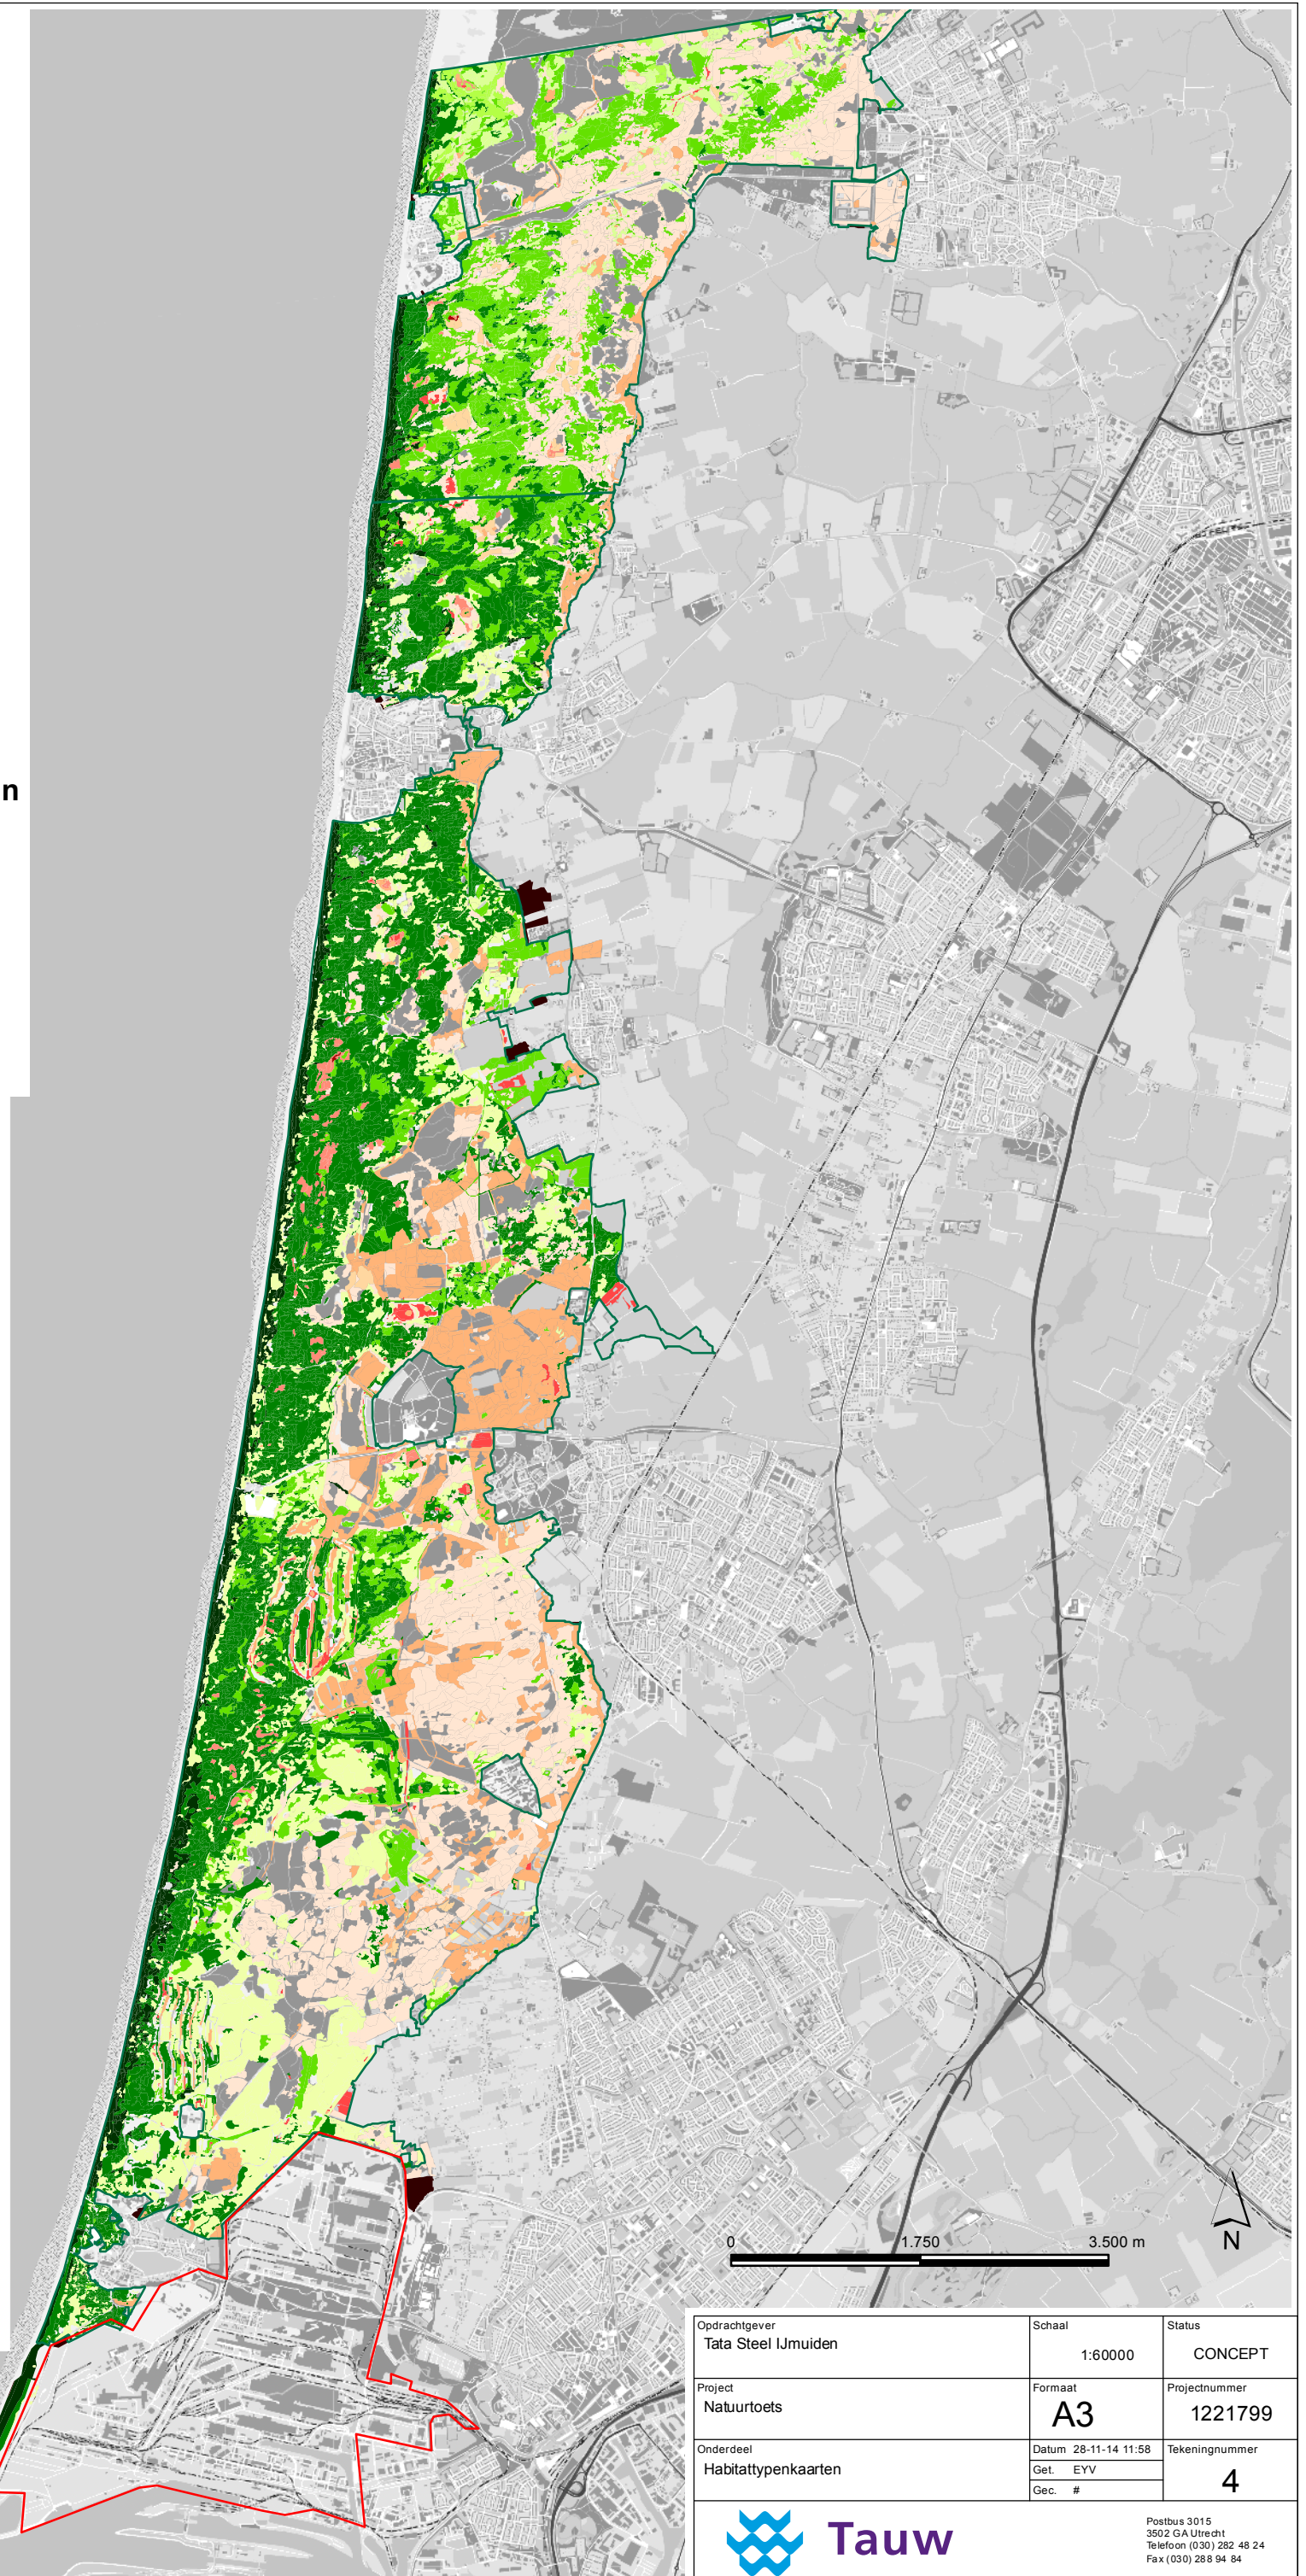 n
0 1.750 3.500 m
N
Opdrachtgever
Tata Steel IJmuiden
Schaal
1:60000
Status
CONCEPT
Project
Natuurtoets
Formaat
A3
Projectnummer
1221799
Onderdeel
Habitattypenkaarten
Datum 28-11-14 11:58
Get. EYV
Gec. #
Tekeningnummer
4
Tauw
Postbus 3015
3502 GA Utrecht
Telefoon (030) 282 48 24
Fax (030) 288 94 84